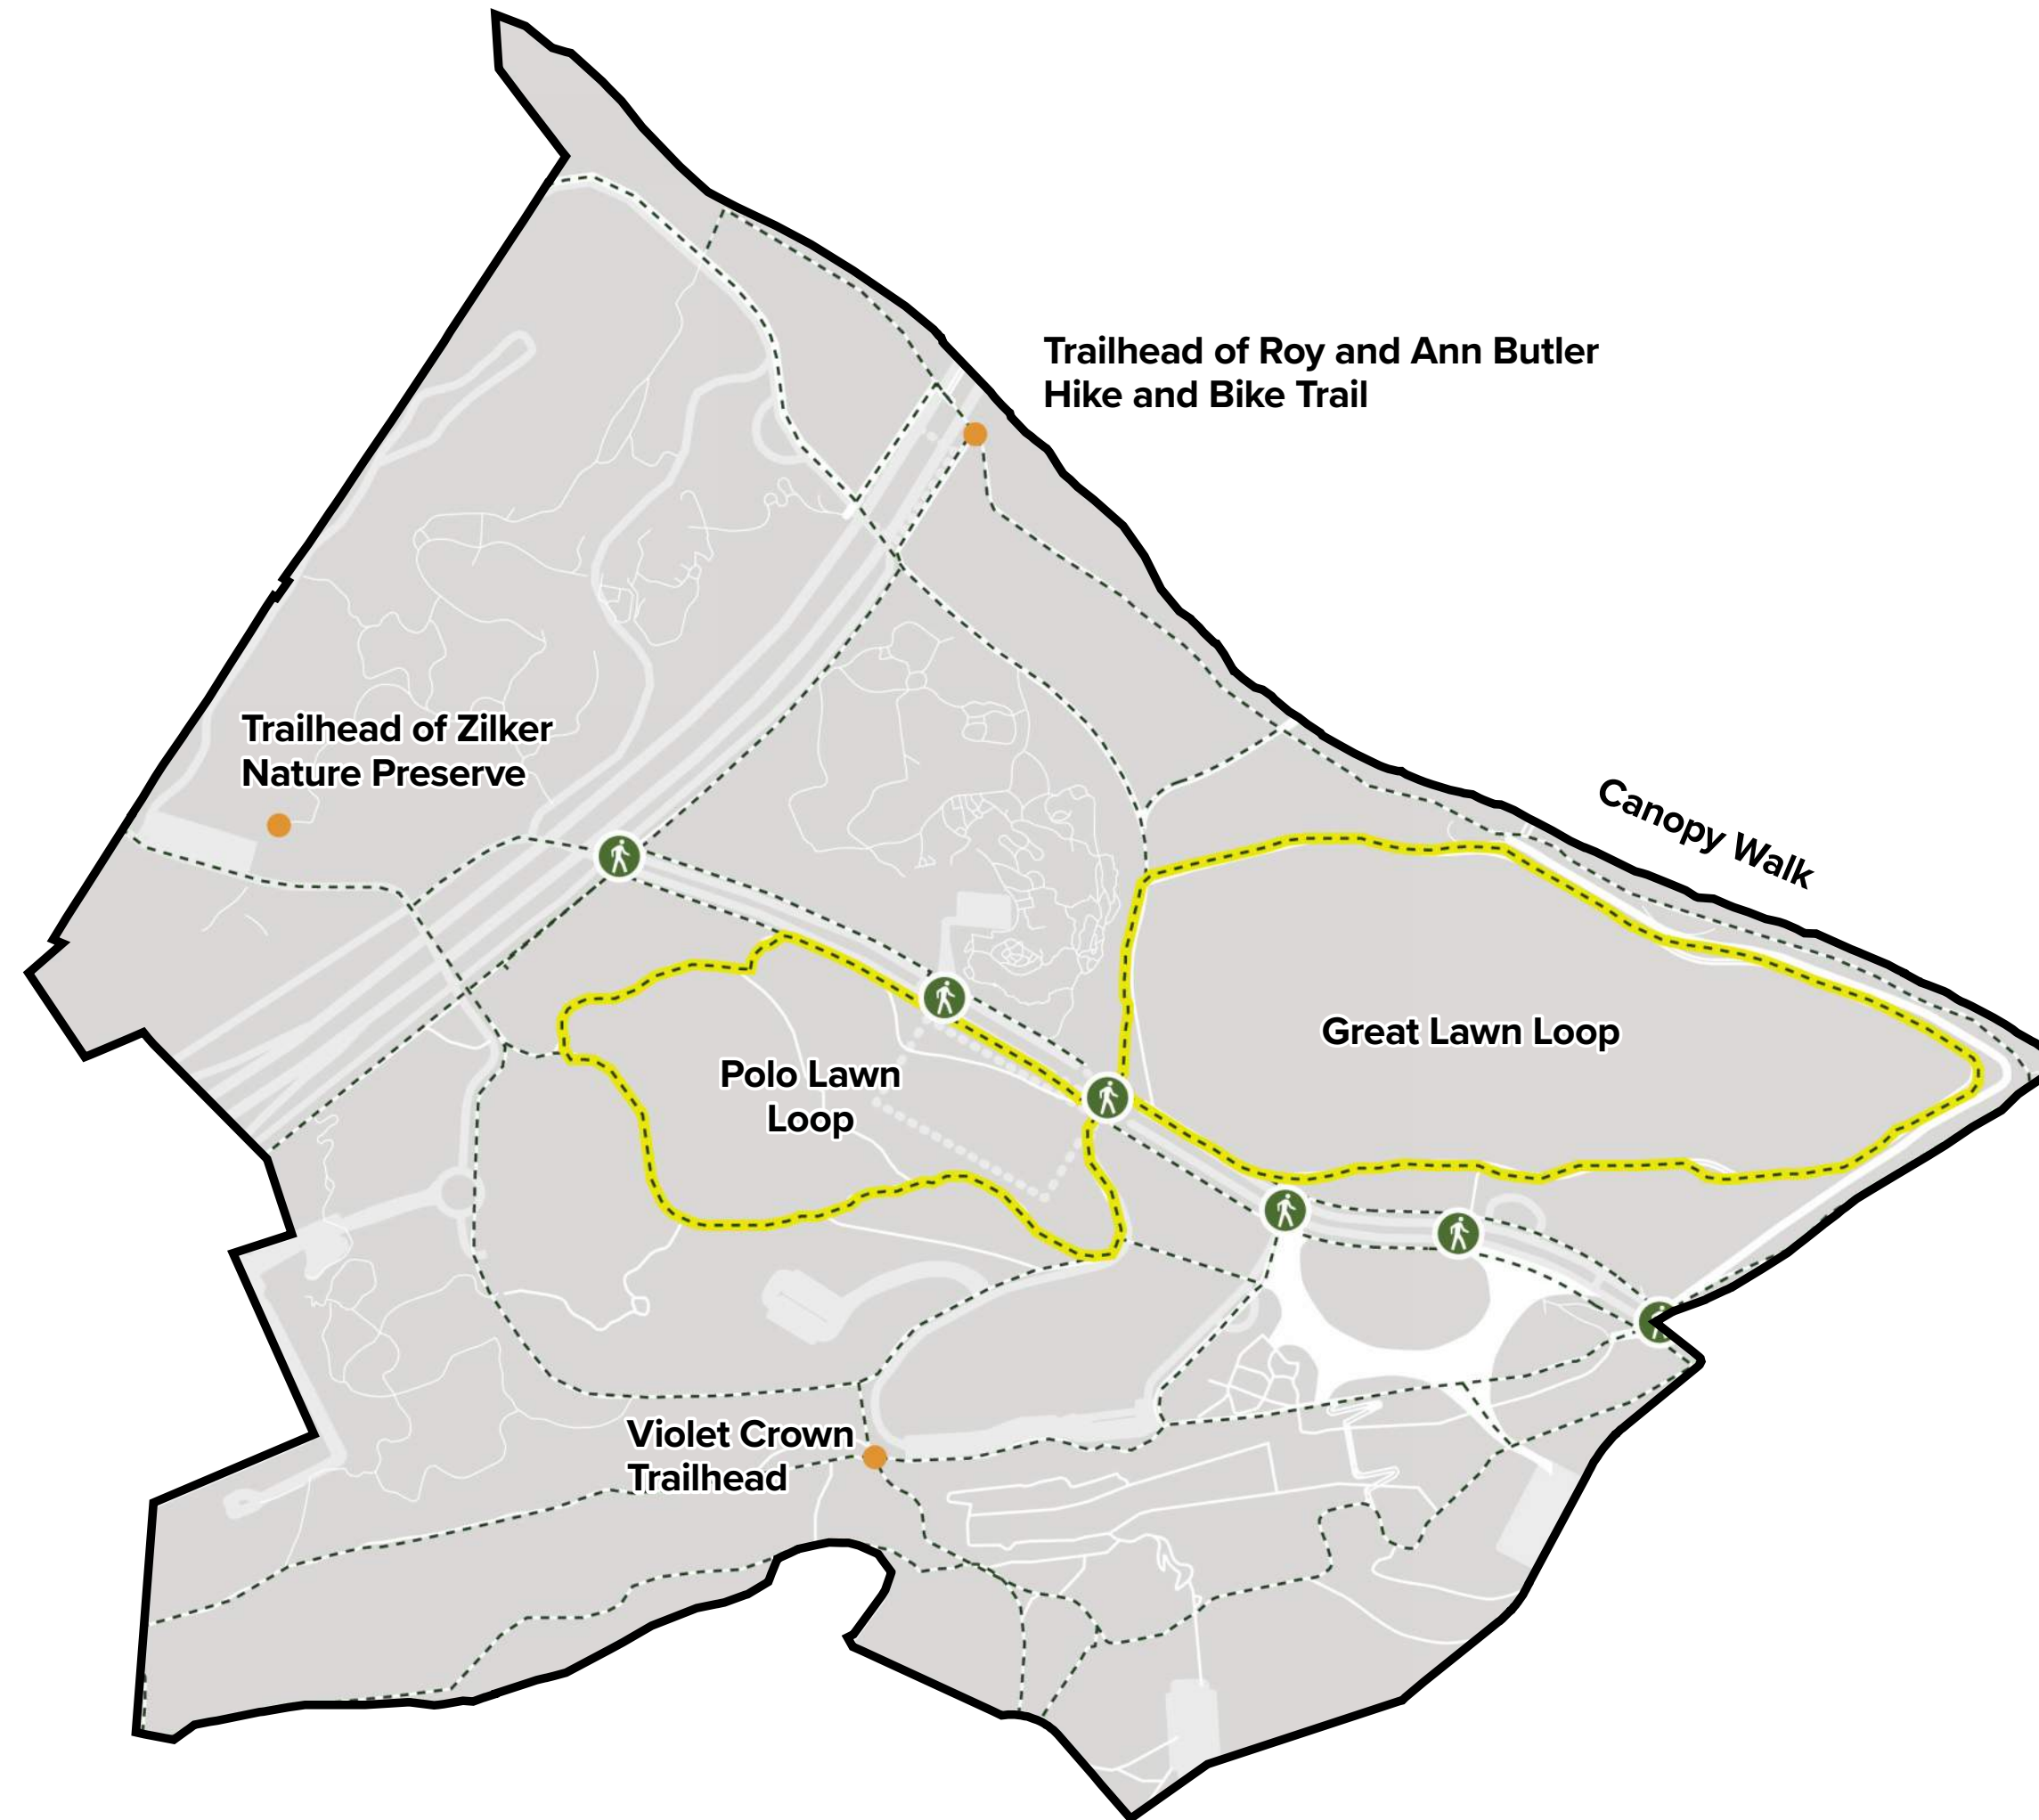 Trailhead of Roy and Ann Butler
Hike and Bike Trail
Trailhead of Zilker
Nature Preserve
Canopy Walk
Great Lawn Loop
Polo Lawn
Loop
Violet Crown
Trailhead